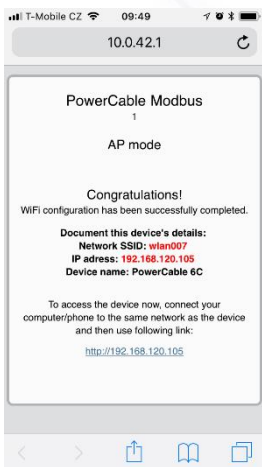 T-Mobile CZ 09:49
10.0.42.1
PowerCable Modbus
1
AP mode
Congratulations!
WiFi configuration has been successfully completed.
Document this device's details:
Network SSID: wlan007
IP adress: 192.168.120.105
Device name: PowerCable 6C
To access the device now, connect your
computer/phone to the same network as the device
and then use following link:
http://192.168.120.105